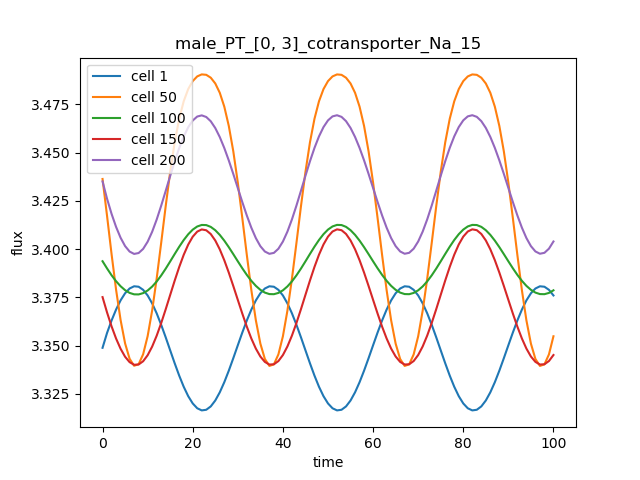 male_PT_[0, 3]_cotransporter_Na_15
cell 1
cell 50
cell 100
cell 150
cell 200
3.475
3.450
3.425
3.400
3.375
3.350
3.325
flux
0 20 40 60 80 100
time